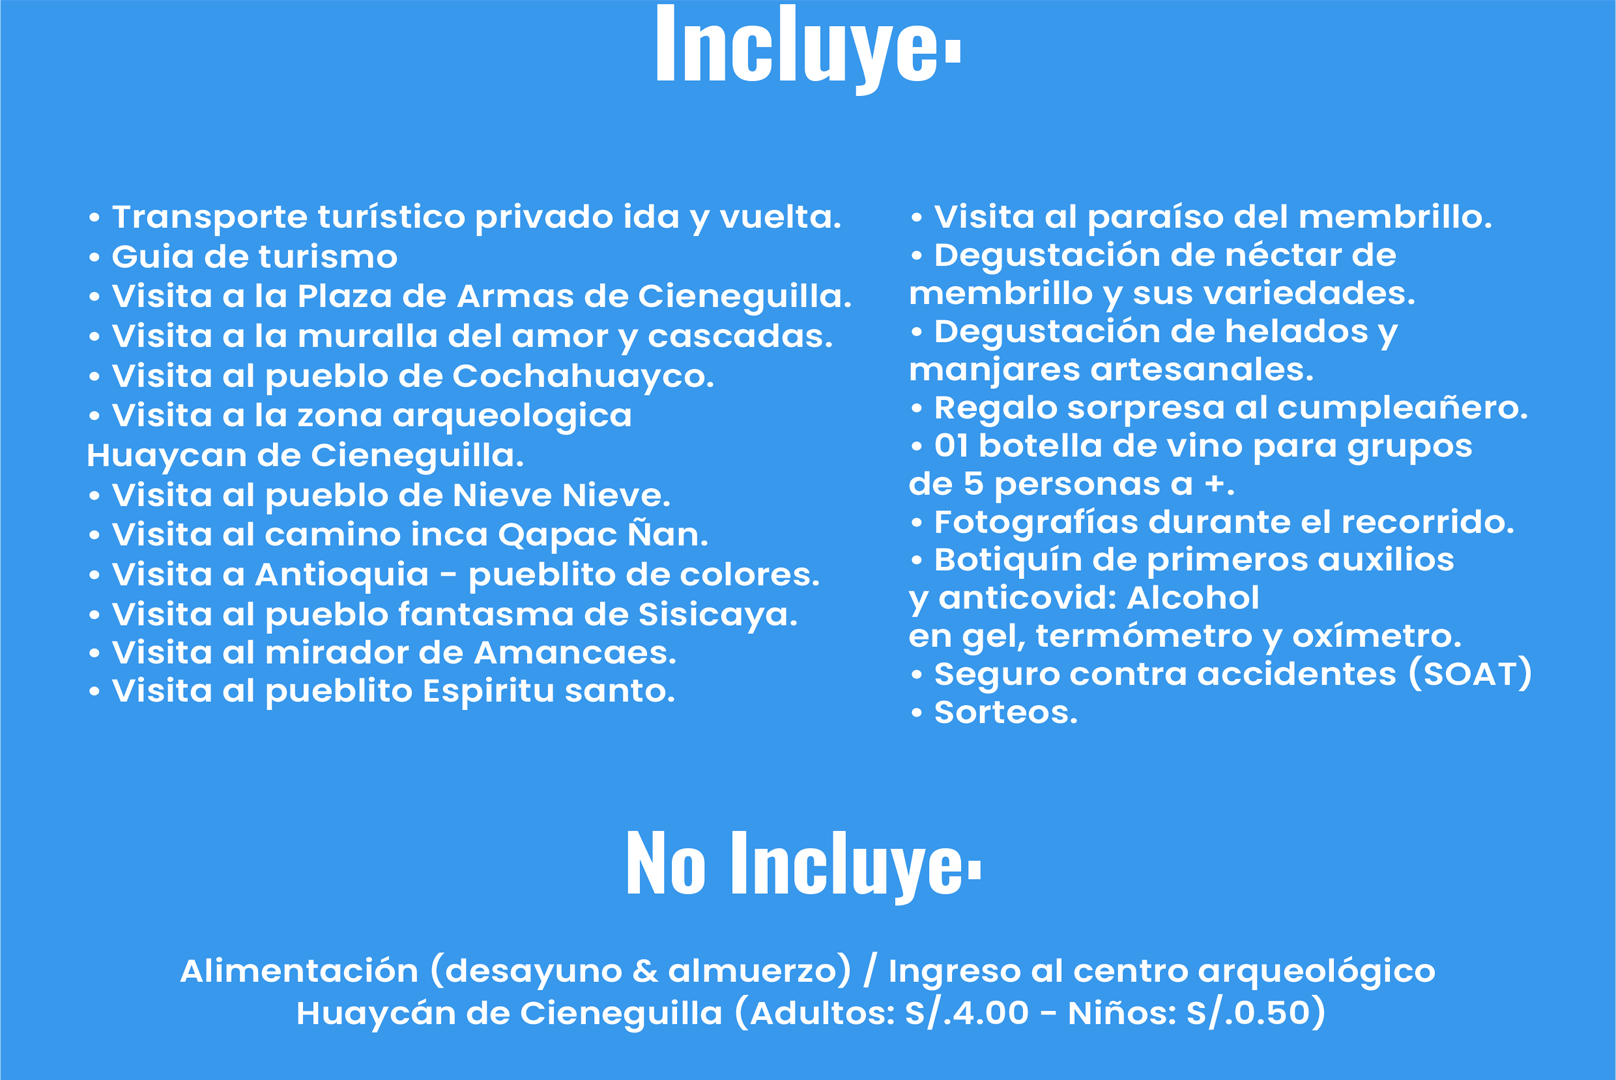 Incluye:
• Transporte turístico privado ida y vuelta.
• Guia de turismo
• Visita a la Plaza de Armas de Cieneguilla.
• Visita a la muralla del amor y cascadas.
• Visita al pueblo de Cochahuayco.
• Visita a la zona arqueologica
Huaycan de Cieneguilla.
• Visita al pueblo de Nieve Nieve.
• Visita al camino inca Qapac Ñan.
• Visita a Antioquia - pueblito de colores.
• Visita al pueblo fantasma de Sisicaya.
• Visita al mirador de Amancaes.
• Visita al pueblito Espiritu santo.
• Visita al paraíso del membrillo.
• Degustación de néctar de
membrillo y sus variedades.
• Degustación de helados y
manjares artesanales.
• Regalo sorpresa al cumpleañero.
• 01 botella de vino para grupos
de 5 personas a +.
• Fotografías durante el recorrido.
• Botiquín de primeros auxilios
y anticovid: Alcohol
en gel, termómetro y oxímetro.
• Seguro contra accidentes (SOAT)
• Sorteos.
No Incluye:
Alimentación (desayuno & almuerzo) / Ingreso al centro arqueológico
Huaycán de Cieneguilla (Adultos: S/.4.00 - Niños: S/.0.50)